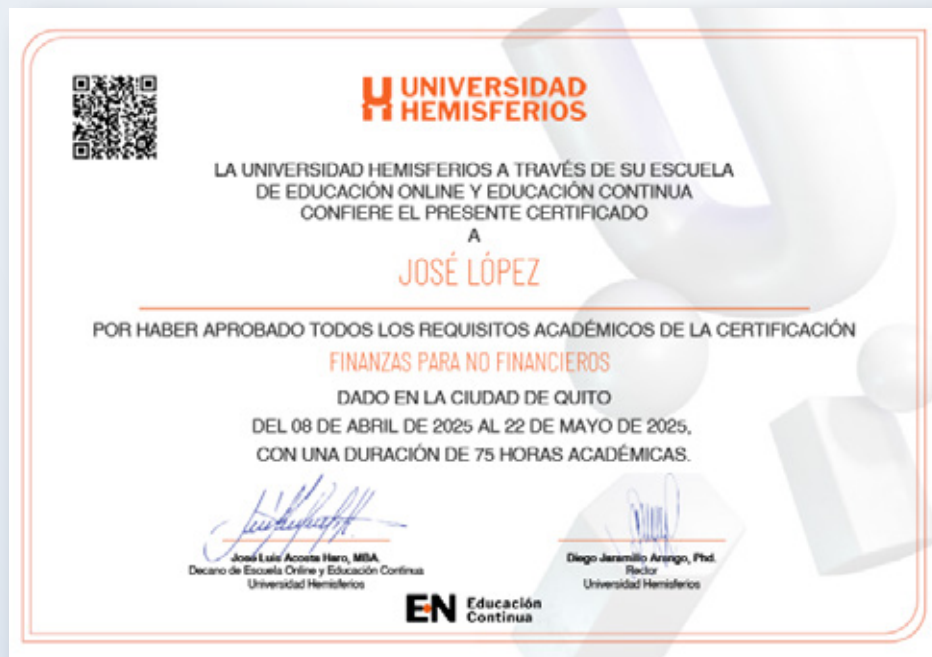 UNIVERSIDAD
HEMISFERIOS
LA UNIVERSIDAD HEMISFERIOS A TRAVÉS DE SU ESCUELA
DE EDUCACIÓN ONLINE Y EDUCACIÓN CONTINUA
CONFIERE EL PRESENTE CERTIFICADO
A
JOSÉ LÓPEZ
POR HABER APROBADO TODOS LOS REQUISITOS ACADÉMICOS DE LA CERTIFICACIÓN
FINANZAS PARA NO FINANCIEROS
DADO EN LA CIUDAD DE QUITO
DEL 08 DE ABRIL DE 2025 AL 22 DE MAYO DE 2025,
CON UNA DURACIÓN DE 75 HORAS ACADÉMICAS.
José Luis Acosta Haro, MBA.
Decano de Escuela Online y Educación Continua
Universidad Hemisferios
Diego Jaramillo Arango, Phd.
Rector
Universidad Hemisferios
EN Educación
Continua